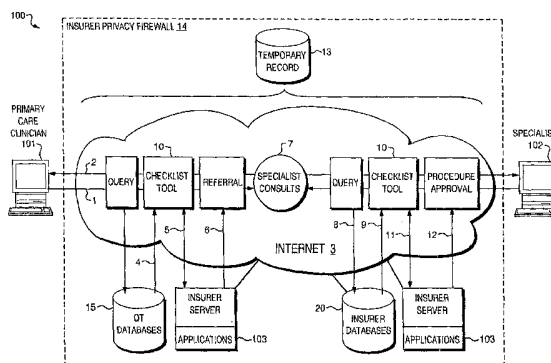 100
INSURER PRIVACY FIREWALL 14
TEMPORARY
RECORD
13
PRIMARY
CARE
CLINICIAN
101
SPECIALIST
102
2
1
QUERY
10
CHECKLIST
TOOL
REFERRAL
7
SPECIALIST
CONSULTS
QUERY
10
CHECKLIST
TOOL
PROCEDURE
APPROVAL
4
5
6
INTERNET 3
8
9
11
12
15
QT
DATABASES
INSURER
SERVER
APPLICATIONS
103
20
INSURER
DATABASES
INSURER
SERVER
APPLICATIONS
103